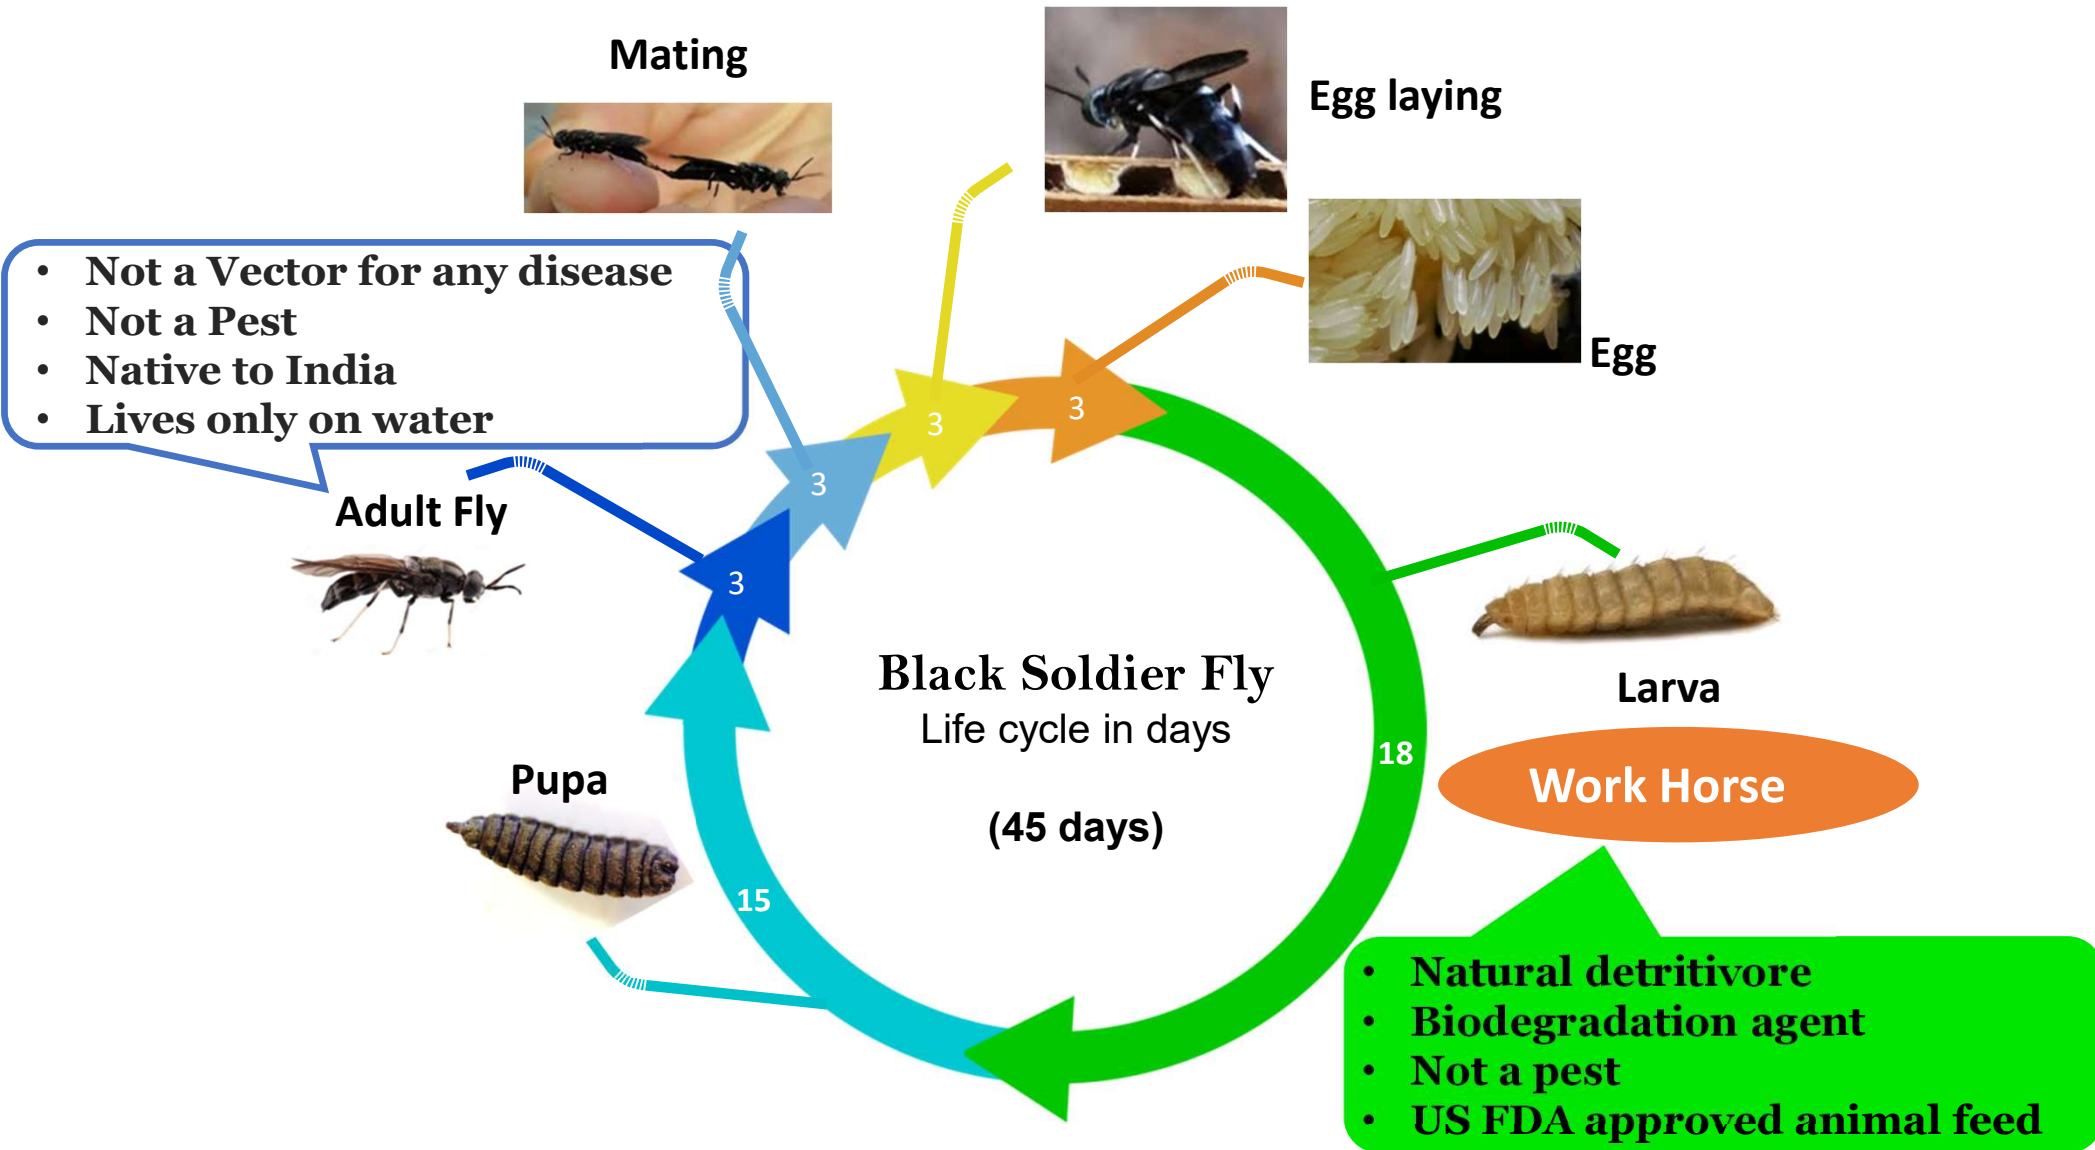 Mating
Egg laying
• Not a Vector for any disease
• Not a Pest
• Native to India
• Lives only on water
Egg
3
3
Adult Fly
3
3
Black Soldier Fly
Life cycle in days
(45 days)
Larva
18
Work Horse
Pupa
15
• Natural detritivore
• Biodegradation agent
• Not a pest
• US FDA approved animal feed